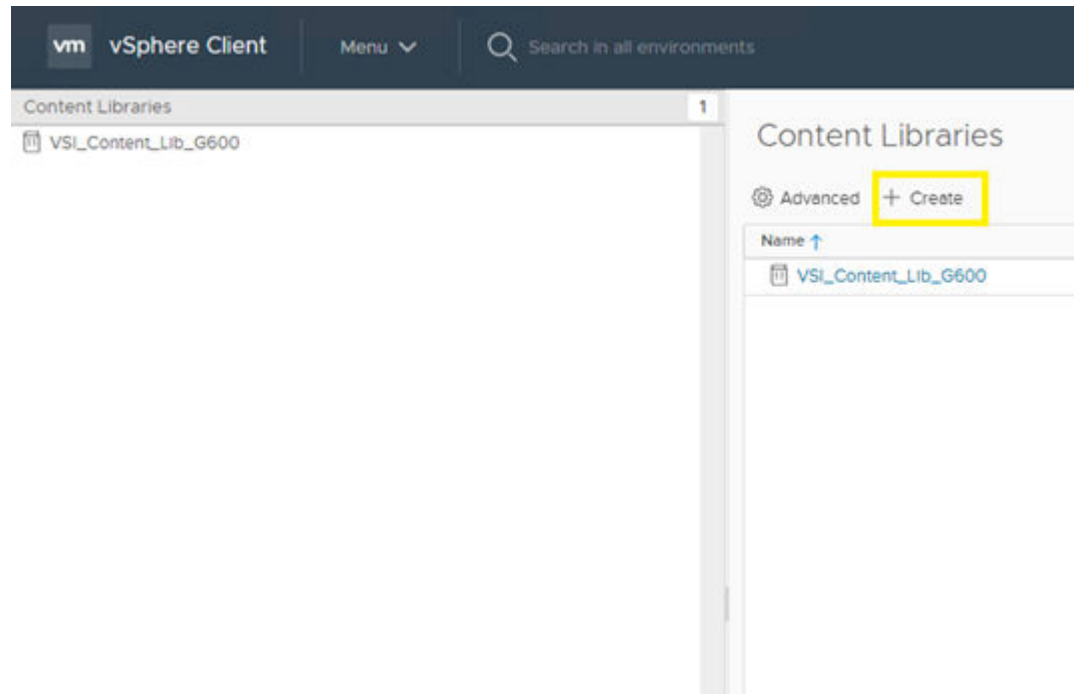 vm vSphere Client Menu Search in all environments
Content Libraries 1
VSI_Content_Lib_G600
Content Libraries
Advanced + Create
Name ↑
VSI_Content_Lib_G600